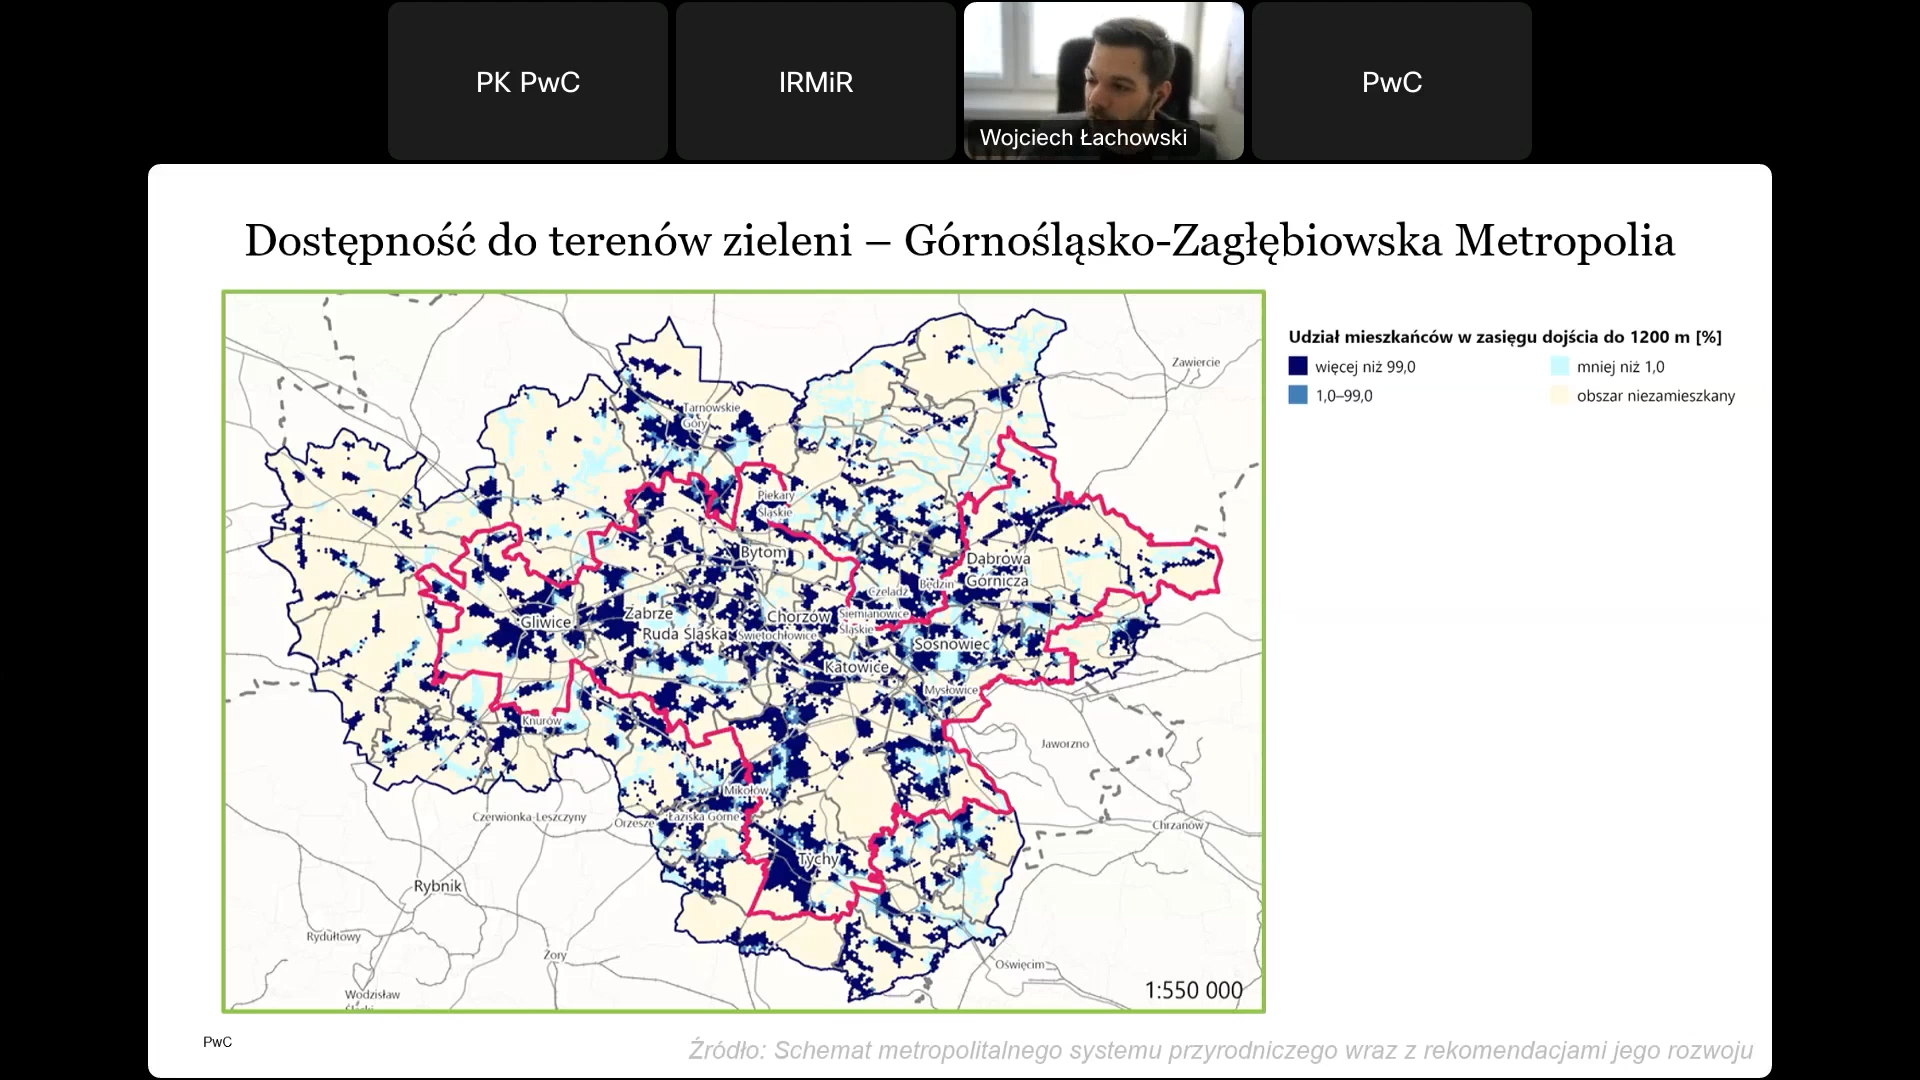 PK PwC
IRMiR
Wojciech Łachowski
PwC
Dostępność do terenów zieleni – Górnośląsko-Zagłębiowska Metropolia
Udział mieszkańców w zasięgu dojścia do 1200 m [%]
więcej niż 99,0
mniej niż 1,0
1,0–99,0
obszar niezamieszkany
Zawiercie
Tarnowskie
Góry
Piekary
Śląskie
Bytom
Dąbrowa
Górnicza
Będzin
Czeladź
Zabrze
Gliwice
Chorzów
Siemianowice
Śląskie
Ruda Śląska
Świętochłowice
Sosnowiec
Katowice
Mysłowice
Knurów
Jaworzno
Mikołów
Czerwionka-Leszczyny
Orzesze
Łaziska Górne
Chrzanów
Tychy
Rybnik
Rydułtowy
Żory
Oświęcim
Wodzisław
Śląski
1:550 000
PwC
Źródło: Schemat metropolitalnego systemu przyrodniczego wraz z rekomendacjami jego rozwoju